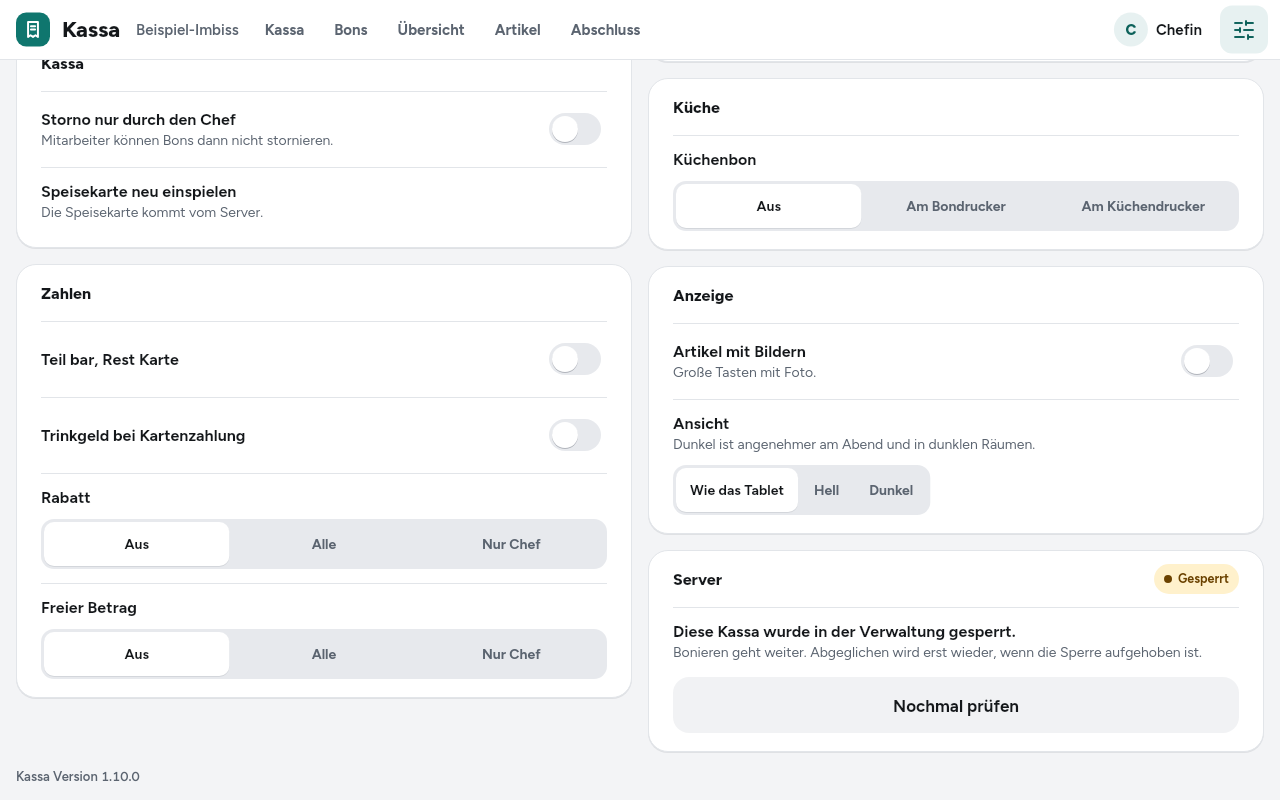 Kassa
Beispiel-Imbiss
Kassa
Bons
Übersicht
Artikel
Abschluss
C
Chefin
Kassa
Storno nur durch den Chef
Mitarbeiter können Bons dann nicht stornieren.
Speisekarte neu einspielen
Die Speisekarte kommt vom Server.
Zahlen
Teil bar, Rest Karte
Trinkgeld bei Kartenzahlung
Rabatt
Aus
Alle
Nur Chef
Freier Betrag
Aus
Alle
Nur Chef
Küche
Küchenbon
Aus
Am Bondrucker
Am Küchendrucker
Anzeige
Artikel mit Bildern
Große Tasten mit Foto.
Ansicht
Dunkel ist angenehmer am Abend und in dunklen Räumen.
Wie das Tablet
Hell
Dunkel
Server
Gesperrt
Diese Kassa wurde in der Verwaltung gesperrt.
Bonieren geht weiter. Abgeglichen wird erst wieder, wenn die Sperre aufgehoben ist.
Nochmal prüfen
Kassa Version 1.10.0